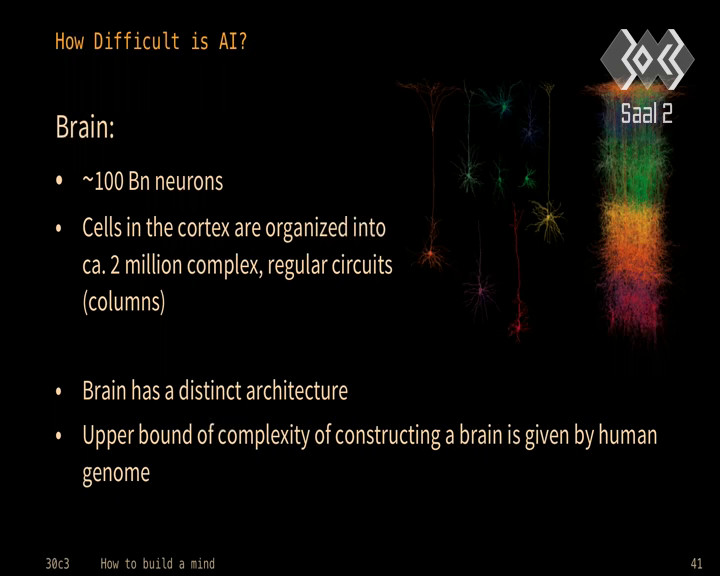 How Difficult is AI?
Saal 2
Brain:
• ~100 Bn neurons
• Cells in the cortex are organized into
ca. 2 million complex, regular circuits
(columns)
• Brain has a distinct architecture
• Upper bound of complexity of constructing a brain is given by human
genome
30c3 How to build a mind 41